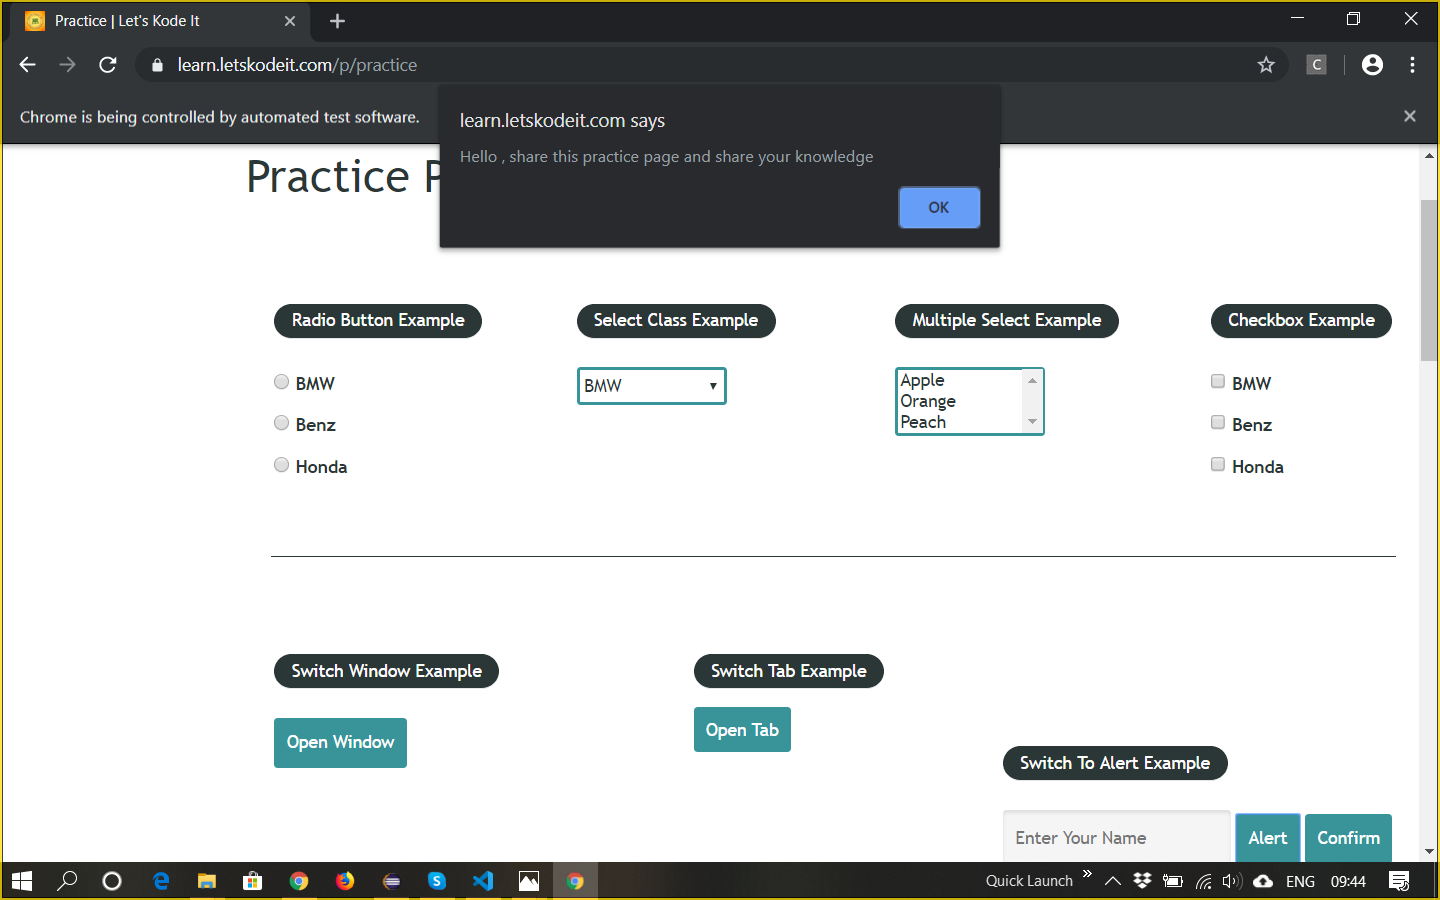 Practice | Let's Kode It
learn.letskodeit.com/p/practice
C
Chrome is being controlled by automated test software.
learn.letskodeit.com says
Hello , share this practice page and share your knowledge
OK
Practice P
Radio Button Example
Select Class Example
Multiple Select Example
Checkbox Example
BMW
Benz
Honda
BMW
Apple
Orange
Peach
BMW
Benz
Honda
Switch Window Example
Open Window
Switch Tab Example
Open Tab
Switch To Alert Example
Enter Your Name
Alert
Confirm
Quick Launch
ENG
09:44